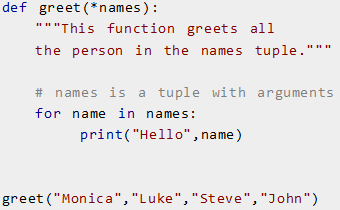 def greet(*names):
    """This function greets all
    the person in the names tuple."""
    # names is a tuple with arguments
    for name in names:
        print("Hello",name)
greet("Monica","Luke","Steve","John")